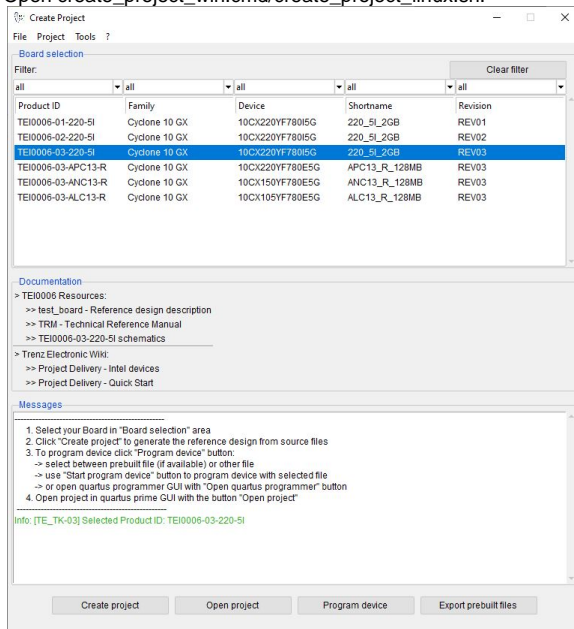 Open create_project_win.cmd/create_project_linux.sh:
Create Project
File Project Tools ?
Board selection
Filter:
Clear filter
all all all all all
Product ID Family Device Shortname Revision
TEI0006-01-220-5I Cyclone 10 GX 10CX220YF780I5G 220_5I_2GB REV01
TEI0006-02-220-5I Cyclone 10 GX 10CX220YF780I5G 220_5I_2GB REV02
TEI0006-03-220-5I Cyclone 10 GX 10CX220YF780I5G 220_5I_2GB REV03
TEI0006-03-APC13-R Cyclone 10 GX 10CX220YF780E5G APC13_R_128MB REV03
TEI0006-03-ANC13-R Cyclone 10 GX 10CX150YF780E5G ANC13_R_128MB REV03
TEI0006-03-ALC13-R Cyclone 10 GX 10CX105YF780E5G ALC13_R_128MB REV03
Documentation
> TEI0006 Resources:
>> test_board - Reference design description
>> TRM - Technical Reference Manual
>> TEI0006-03-220-5I schematics
> Trenz Electronic Wiki:
>> Project Delivery - Intel devices
>> Project Delivery - Quick Start
Messages
------------------------------------------------------
1. Select your Board in "Board selection" area
2. Click "Create project" to generate the reference design from source files
3. To program device click "Program device" button:
-> select between prebuilt file (if available) or other file
-> use "Start program device" button to program device with selected file
-> or open quartus programmer GUI with "Open quartus programmer" button
4. Open project in quartus prime GUI with the button "Open project"
------------------------------------------------------
Info: [TE_TK-03] Selected Product ID: TEI0006-03-220-5I
Create project Open project Program device Export prebuilt files